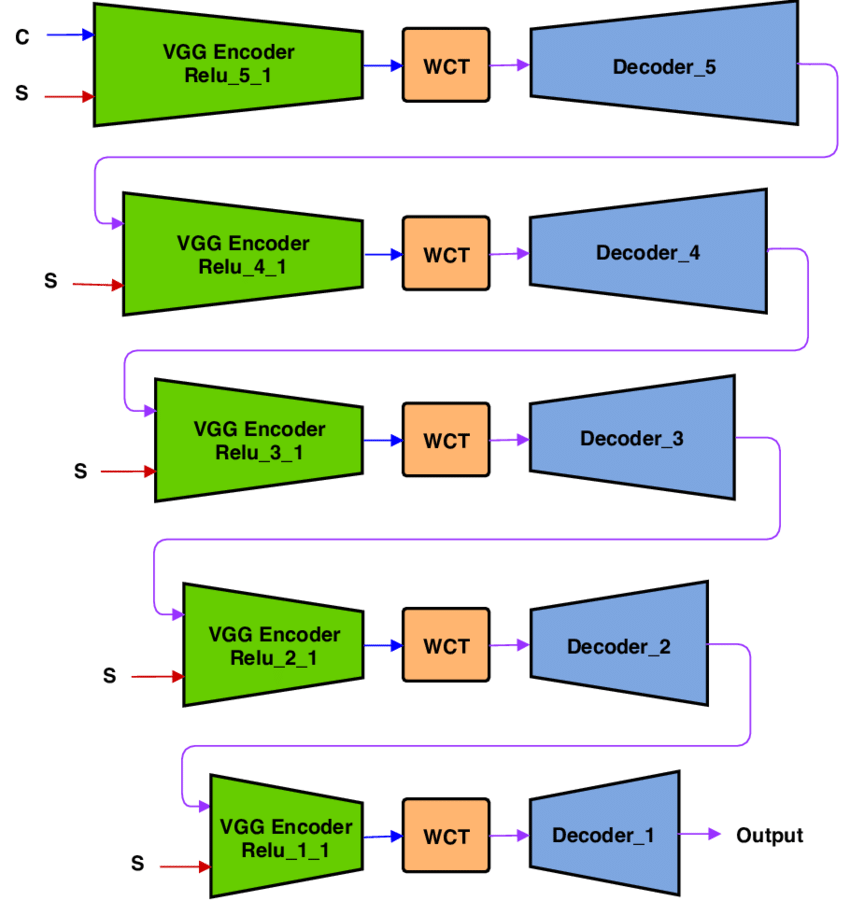 C
S
VGG Encoder
Relu_5_1
WCT
Decoder_5
S
VGG Encoder
Relu_4_1
WCT
Decoder_4
S
VGG Encoder
Relu_3_1
WCT
Decoder_3
S
VGG Encoder
Relu_2_1
WCT
Decoder_2
S
VGG Encoder
Relu_1_1
WCT
Decoder_1
Output